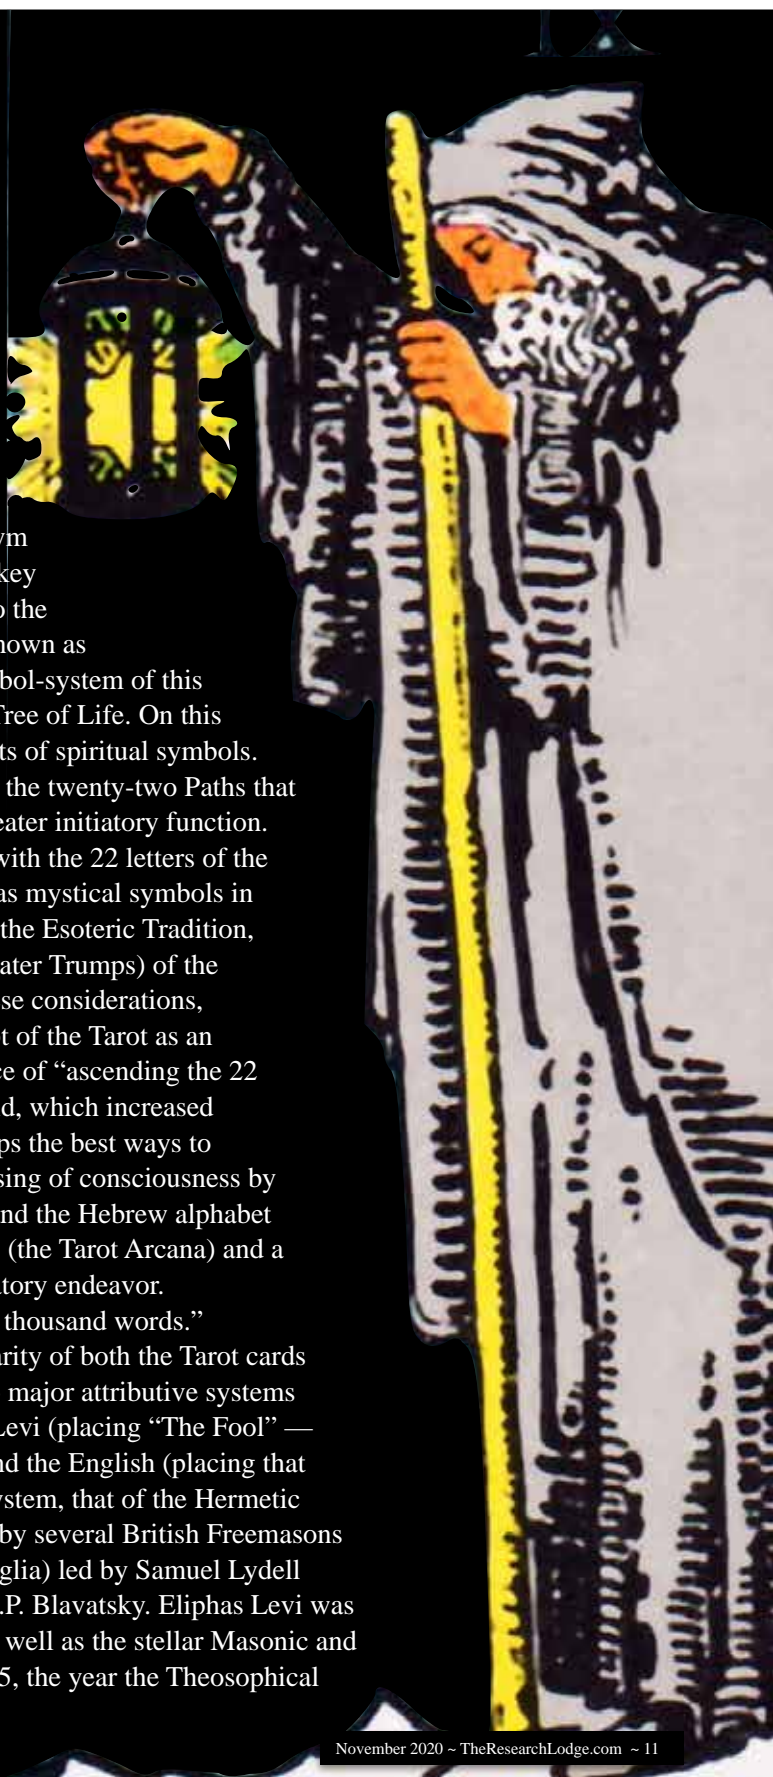 ym
key
o the
nown as
bol-system of this
Tree of Life. On this
ts of spiritual symbols.
the twenty-two Paths that
eater initiatory function.
with the 22 letters of the
as mystical symbols in
the Esoteric Tradition,
ater Trumps) of the
se considerations,
t of the Tarot as an
ce of “ascending the 22
d, which increased
ps the best ways to
sing of consciousness by
nd the Hebrew alphabet
(the Tarot Arcana) and a
atory endeavor.
thousand words.”
arity of both the Tarot cards
major attributive systems
Levi (placing “The Fool” —
nd the English (placing that
ystem, that of the Hermetic
by several British Freemasons
glia) led by Samuel Lydell
.P. Blavatsky. Eliphas Levi was
well as the stellar Masonic and
5, the year the Theosophical
November 2020 ~ TheResearchLodge.com ~ 11